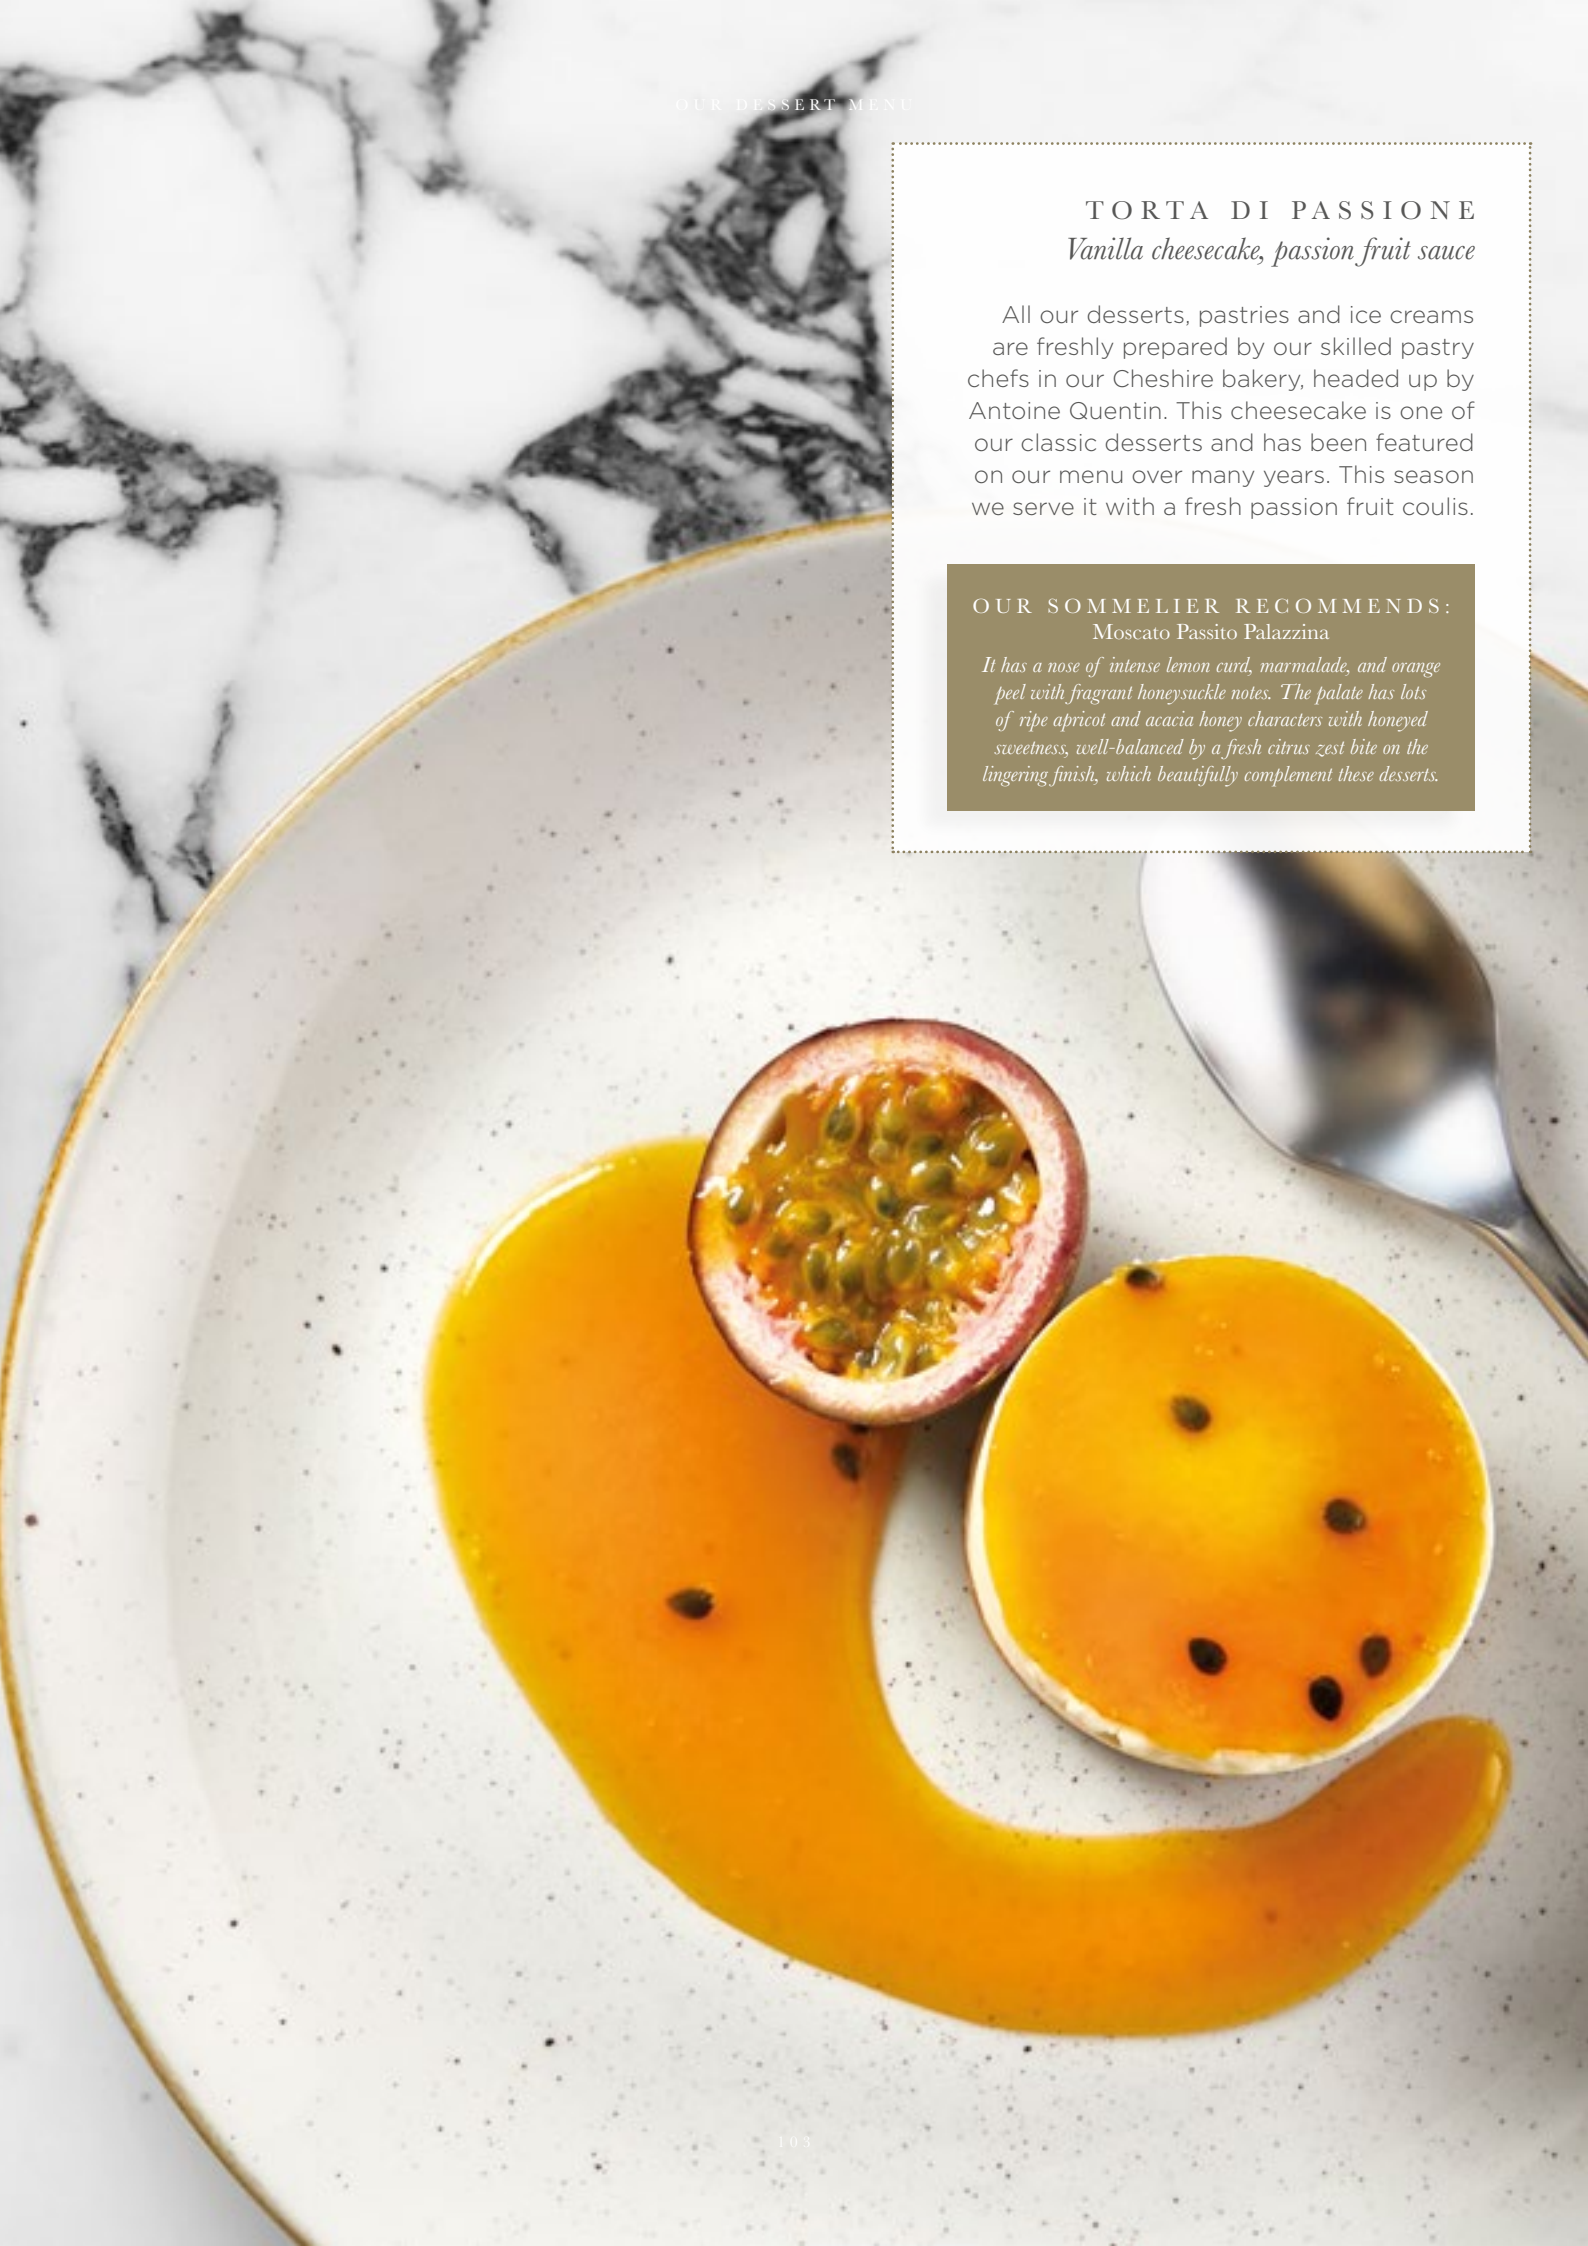 OUR DESSERT MENU
TORTA DI PASSIONE
Vanilla cheesecake, passion fruit sauce
All our desserts, pastries and ice creams
are freshly prepared by our skilled pastry
chefs in our Cheshire bakery, headed up by
Antoine Quentin. This cheesecake is one of
our classic desserts and has been featured
on our menu over many years. This season
we serve it with a fresh passion fruit coulis.
OUR SOMMELIER RECOMMENDS:
Moscato Passito Palazzina
It has a nose of intense lemon curd, marmalade, and orange
peel with fragrant honeysuckle notes. The palate has lots
of ripe apricot and acacia honey characters with honeyed
sweetness, well-balanced by a fresh citrus zest bite on the
lingering finish, which beautifully complement these desserts.
103